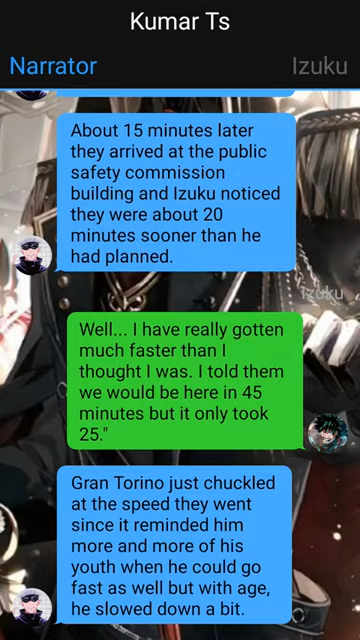 Kumar Ts
Narrator
Izuku
About 15 minutes later
they arrived at the public
safety commission
building and Izuku noticed
they were about 20
minutes sooner than he
had planned.
Izuku
Well... I have really gotten
much faster than I
thought I was. I told them
we would be here in 45
minutes but it only took
25."
Gran Torino just chuckled
at the speed they went
since it reminded him
more and more of his
youth when he could go
fast as well but with age,
he slowed down a bit.